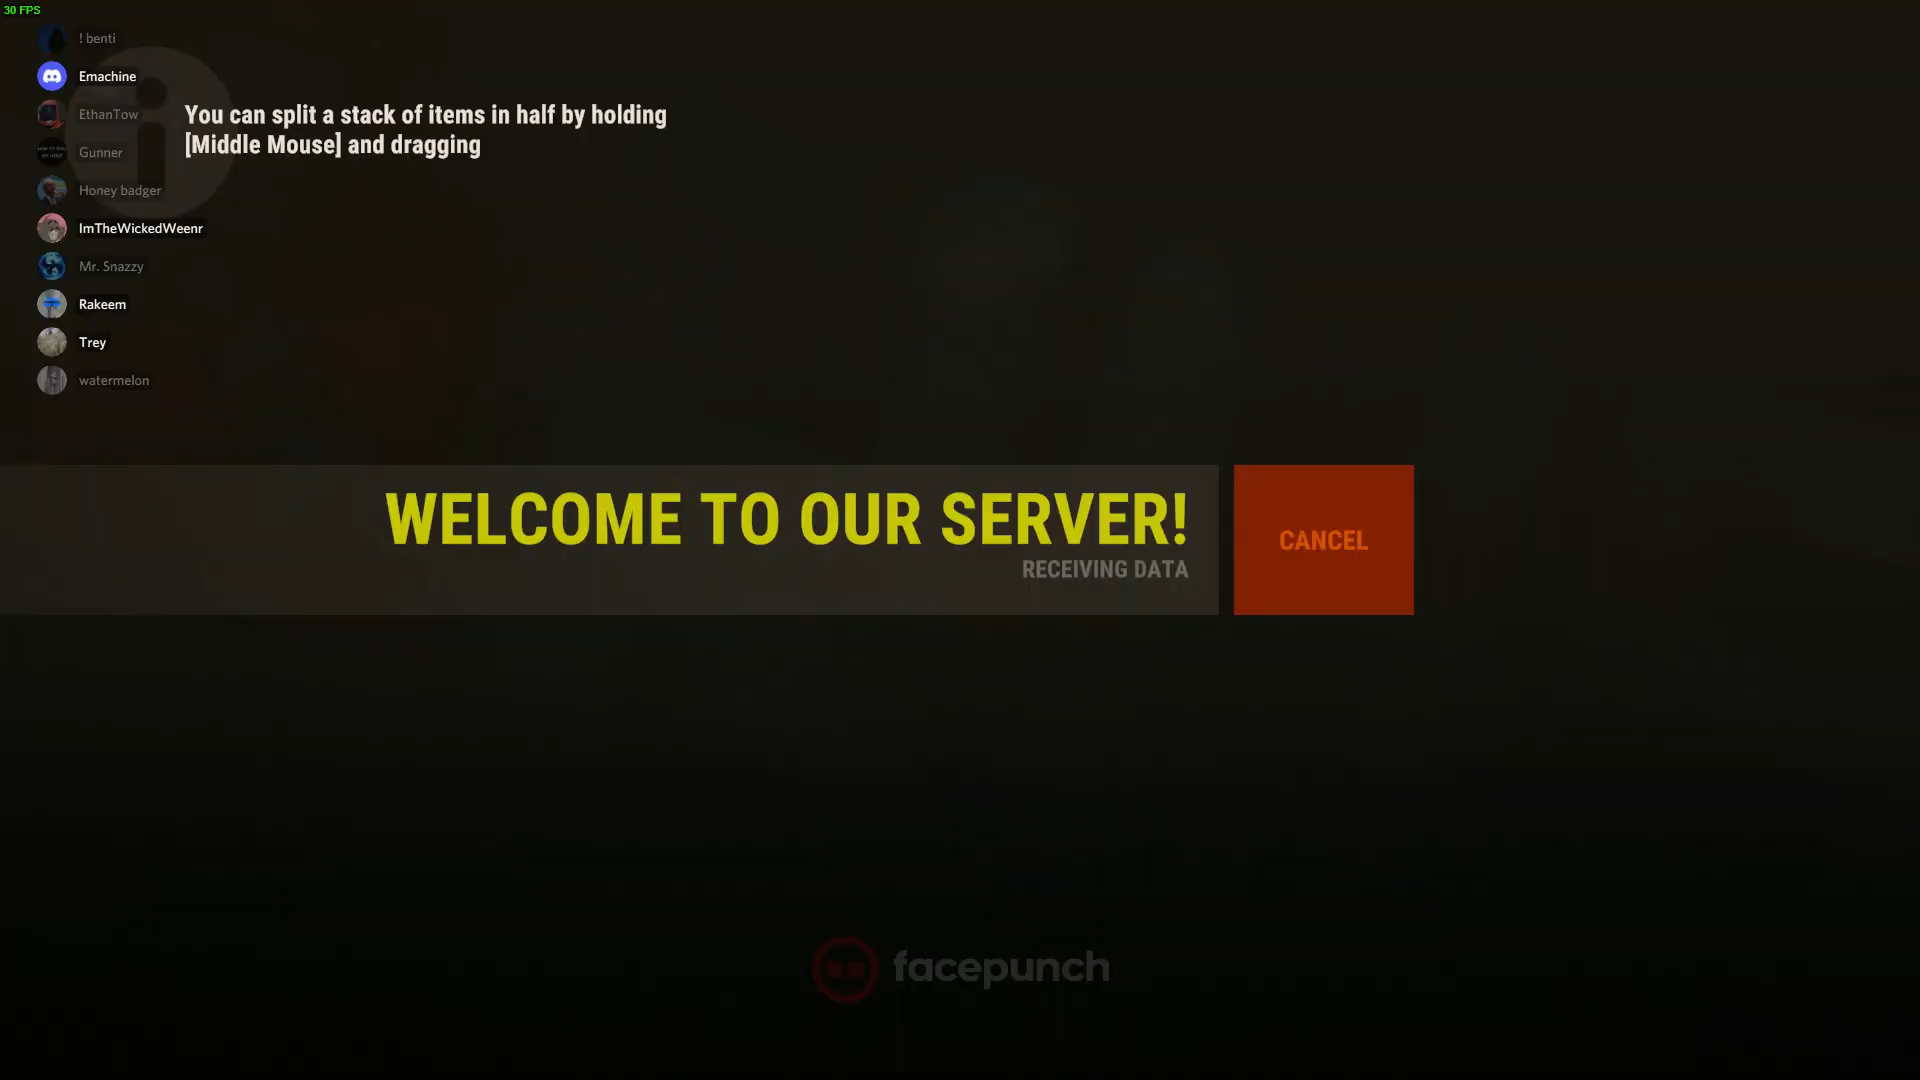 30 FPS
! benti
Emachine
EthanTow
Gunner
Honey badger
ImTheWickedWeenr
Mr. Snazzy
Rakeem
Trey
watermelon
You can split a stack of items in half by holding
[Middle Mouse] and dragging
WELCOME TO OUR SERVER!
RECEIVING DATA
CANCEL
facepunch